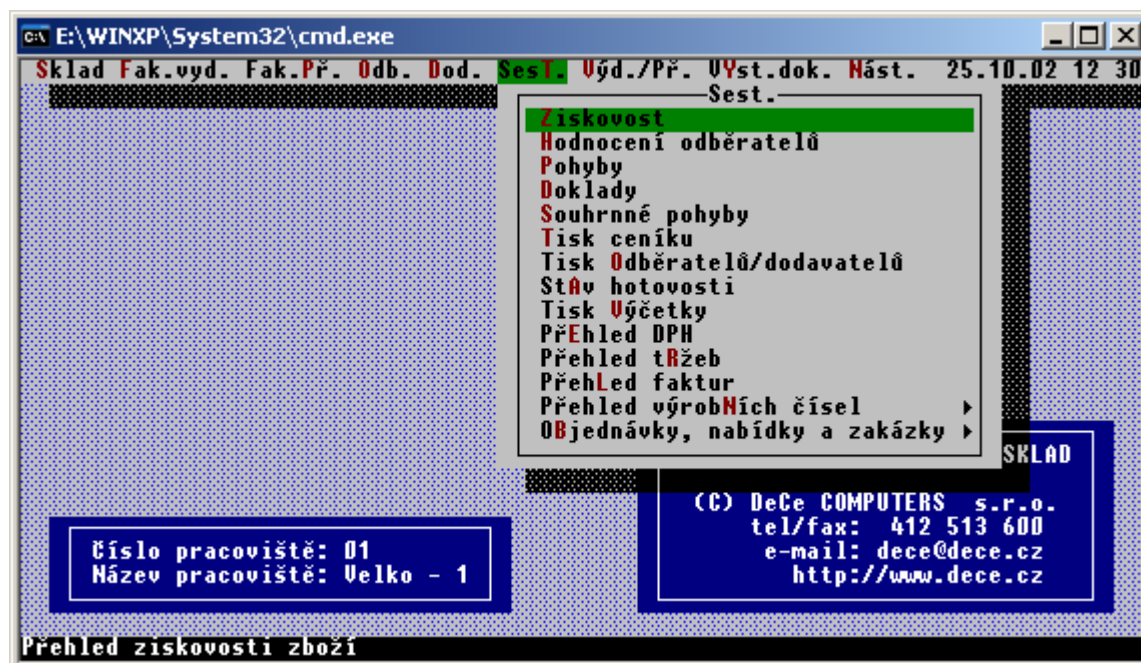 E:\WINXP\System32\cmd.exe
Sklad Fak.vyd. Fak.Př. Odb. Dod. SesT. Výd./Př. VYst.dok. Nást. 25.10.02 12 30
Sest.
Ziskovost
Hodnocení odběratelů
Pohyby
Doklady
Souhrnné pohyby
Tisk ceníku
Tisk Odběratelů/dodavatelů
StAv hotovosti
Tisk Výčetky
PřEhled DPH
Přehled tRžeb
PřehLed faktur
Přehled výrobNích čísel
OBjednávky, nabídky a zakázky
SKLAD
(C) DeCe COMPUTERS s.r.o.
tel/fax: 412 513 600
e-mail: dece@dece.cz
http://www.dece.cz
Číslo pracoviště: 01
Název pracoviště: Velko - 1
Přehled ziskovosti zboží